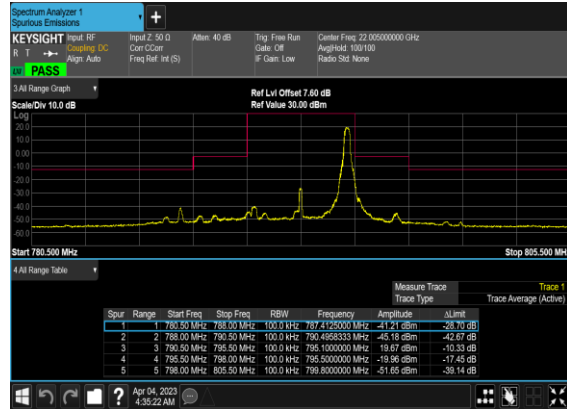 Spectrum Analyzer 1
Spurious Emissions
KEYSIGHT Input: RF Input Z: 50 Ω Atten: 40 dB Trig: Free Run Center Freq: 22.005000000 GHz
R T Coupling: DC Corr CCorr Gate: Off Avg|Hold: 100/100
Align: Auto Freq Ref: Int (S) IF Gain: Low Radio Std: None
PASS
3 All Range Graph Ref Lvl Offset 7.60 dB
Scale/Div 10.0 dB Ref Value 30.00 dBm
Log
20.0
10.0
0.00
-10.0
-20.0
-30.0
-40.0
-50.0
-60.0
Start 780.500 MHz Stop 805.500 MH
4 All Range Table
Measure Trace Trace 1
Trace Type Trace Average (Active)
Spur Range Start Freq Stop Freq RBW Frequency Amplitude ΔLimit
1 1 780.50 MHz 788.00 MHz 100.0 kHz 787.4125000 MHz -41.21 dBm -28.70 dB
2 2 788.00 MHz 790.50 MHz 100.0 kHz 790.4958333 MHz -45.18 dBm -42.67 dB
3 3 790.50 MHz 795.50 MHz 100.0 kHz 795.1000000 MHz 19.67 dBm -10.33 dB
4 4 795.50 MHz 798.00 MHz 100.0 kHz 795.5000000 MHz -19.96 dBm -17.45 dB
5 5 798.00 MHz 805.50 MHz 100.0 kHz 799.8000000 MHz -51.65 dBm -39.14 dB
? Apr 04, 2023
4:35:22 AM